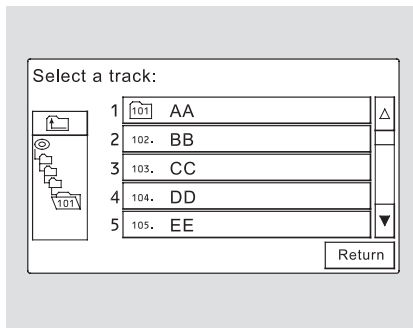 Select a track:
1 101 AA
2 102. BB
3 103. CC
101
4 104. DD
5 105. EE
Return